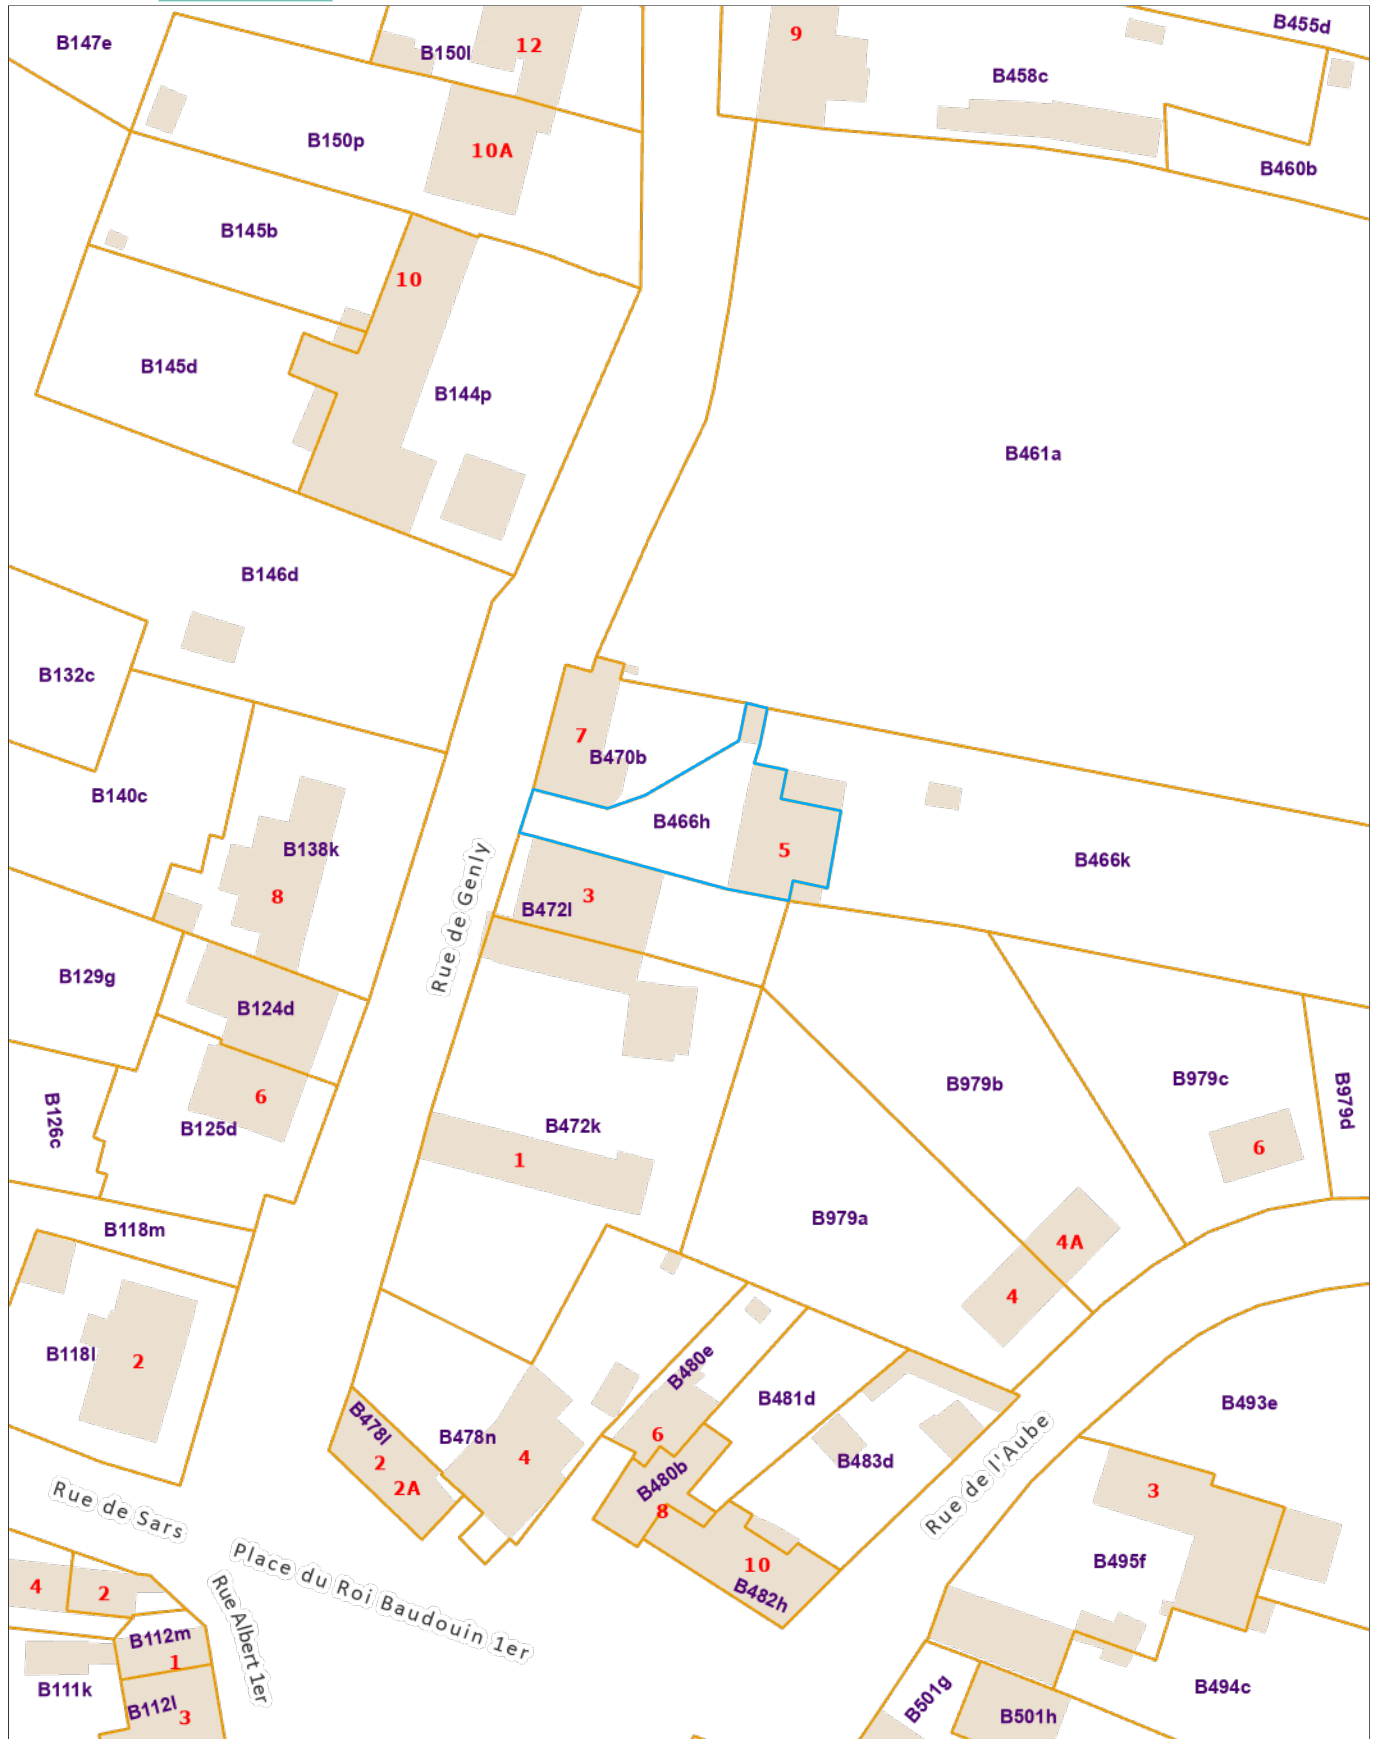 B455d
B147e
B150l
12
9
B458c
B150p
10A
B460b
B145b
10
B145d
B144p
B461a
B146d
B132c
7
B470b
B140c
B466h
B138k
5
B466k
8
3
B472l
Rue de Genly
B129g
B124d
B979b
B979c
B979d
6
B126c
B125d
B472k
1
6
B979a
B118m
4A
4
B118l
2
B480e
B481d
B493e
B478l
B478n
6
2
4
B483d
2A
B480b
Rue de l'Aube
3
8
Rue de Sars
10
B495f
Place du Roi Baudouin 1er
B482h
4
2
Rue Albert 1er
B112m
1
B111k
B112l
3
B501g
B494c
B501h